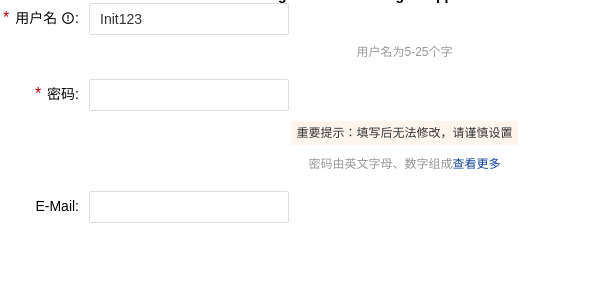 * 用户名 :
Init123
用户名为5-25个字
* 密码:
重要提示：填写后无法修改，请谨慎设置
密码由英文字母、数字组成查看更多
E-Mail: